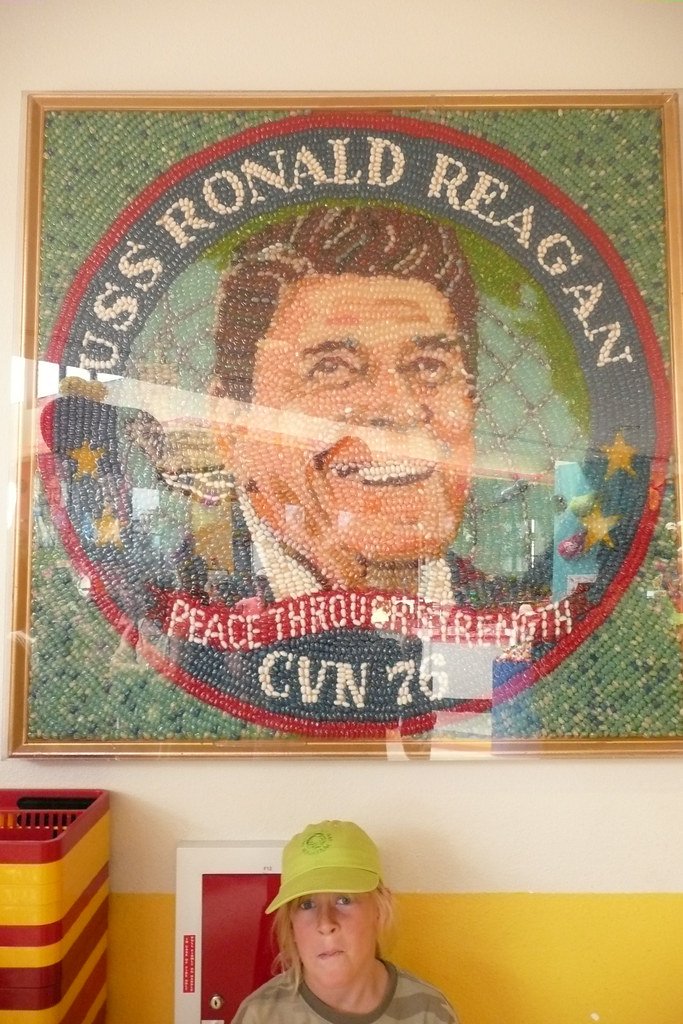 USS RONALD REAGAN
PEACE THROUGH STRENGTH
CVN 76